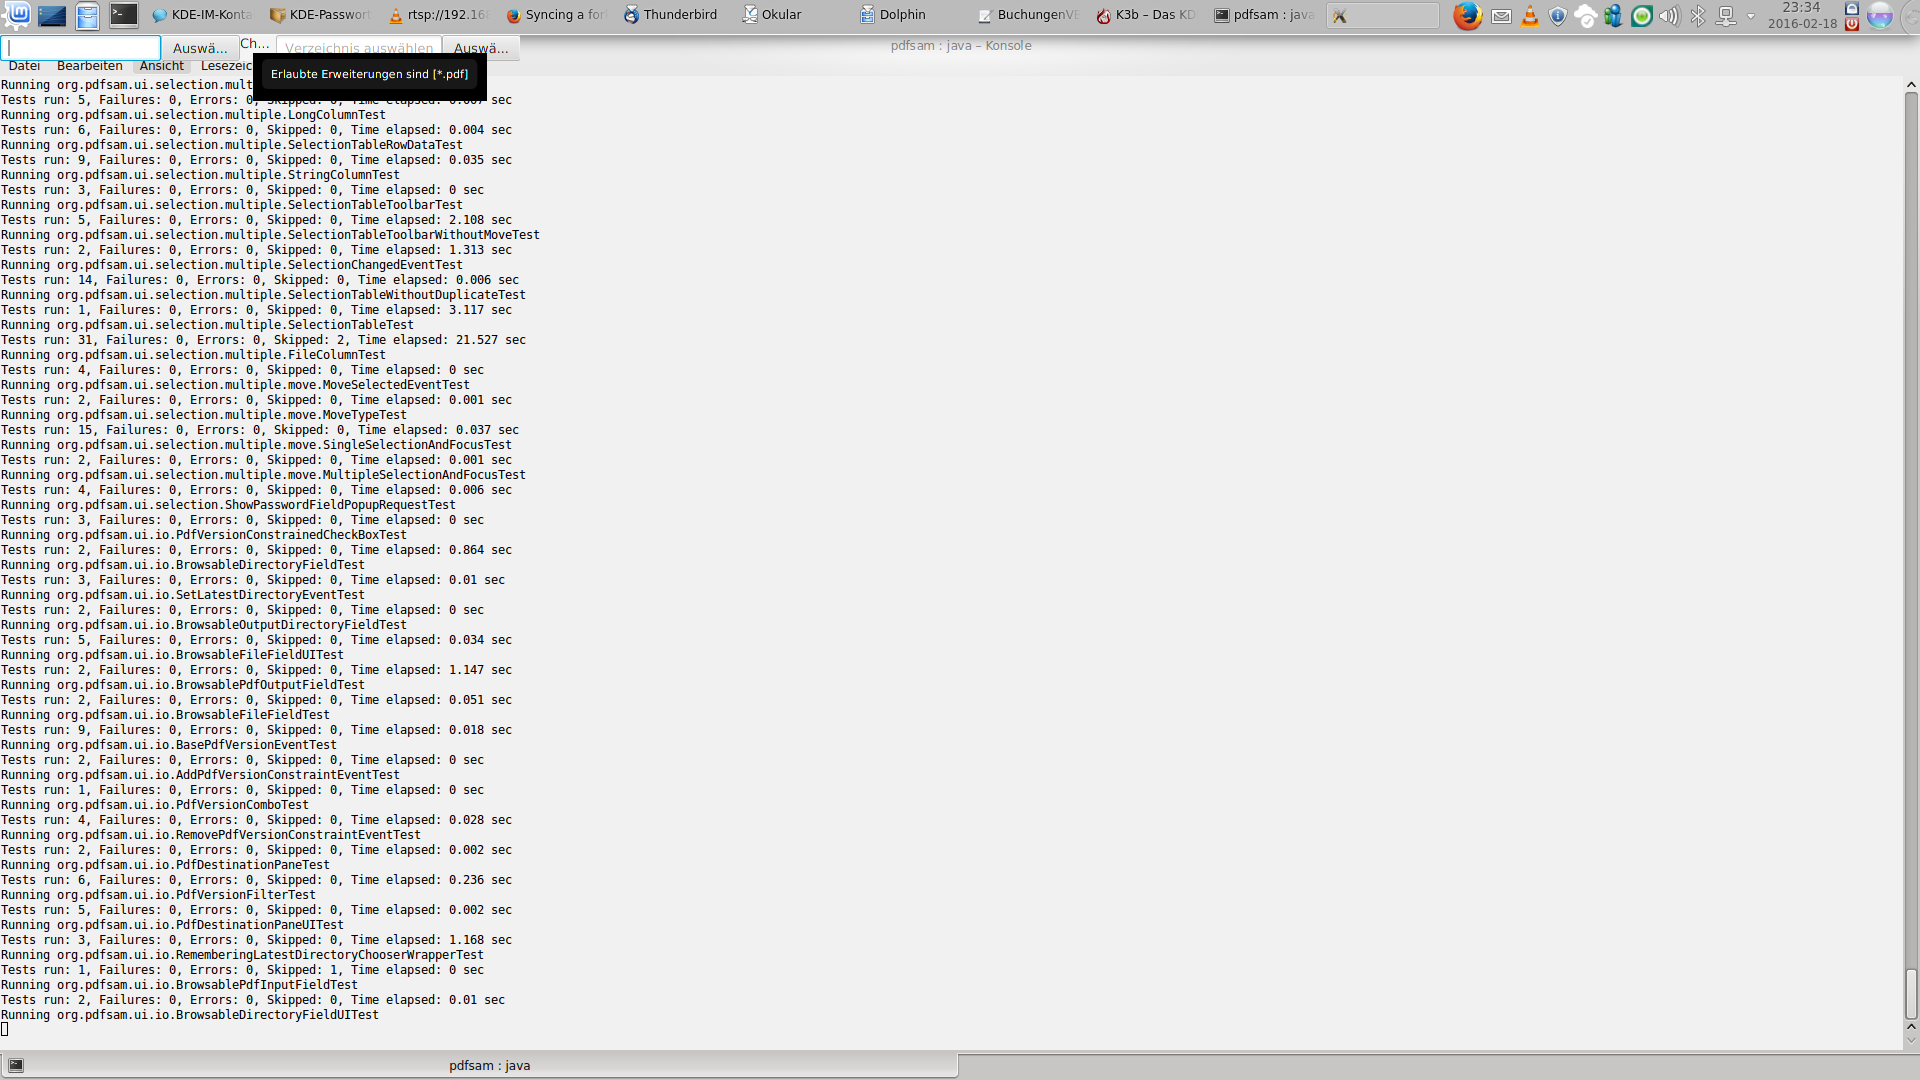 KDE-IM-Konta
KDE-Passwor
rtsp://192.16
Syncing a for
Thunderbird
Okular
Dolphin
BuchungenVB
K3b – Das KD
pdfsam : java
23:34
2016-02-18
Auswä...
Ch...
Verzeichnis auswählen
Auswä...
pdfsam : java – Konsole
Datei
Bearbeiten
Ansicht
Lesezeic
Erlaubte Erweiterungen sind [*.pdf]
Running org.pdfsam.ui.selection.mult
Tests run: 5, Failures: 0, Errors: 0, Skipped: 0, Time elapsed: 0.007 sec
Running org.pdfsam.ui.selection.multiple.LongColumnTest
Tests run: 6, Failures: 0, Errors: 0, Skipped: 0, Time elapsed: 0.004 sec
Running org.pdfsam.ui.selection.multiple.SelectionTableRowDataTest
Tests run: 9, Failures: 0, Errors: 0, Skipped: 0, Time elapsed: 0.035 sec
Running org.pdfsam.ui.selection.multiple.StringColumnTest
Tests run: 3, Failures: 0, Errors: 0, Skipped: 0, Time elapsed: 0 sec
Running org.pdfsam.ui.selection.multiple.SelectionTableToolbarTest
Tests run: 5, Failures: 0, Errors: 0, Skipped: 0, Time elapsed: 2.108 sec
Running org.pdfsam.ui.selection.multiple.SelectionTableToolbarWithoutMoveTest
Tests run: 2, Failures: 0, Errors: 0, Skipped: 0, Time elapsed: 1.313 sec
Running org.pdfsam.ui.selection.multiple.SelectionChangedEventTest
Tests run: 14, Failures: 0, Errors: 0, Skipped: 0, Time elapsed: 0.006 sec
Running org.pdfsam.ui.selection.multiple.SelectionTableWithoutDuplicateTest
Tests run: 1, Failures: 0, Errors: 0, Skipped: 0, Time elapsed: 3.117 sec
Running org.pdfsam.ui.selection.multiple.SelectionTableTest
Tests run: 31, Failures: 0, Errors: 0, Skipped: 2, Time elapsed: 21.527 sec
Running org.pdfsam.ui.selection.multiple.FileColumnTest
Tests run: 4, Failures: 0, Errors: 0, Skipped: 0, Time elapsed: 0 sec
Running org.pdfsam.ui.selection.multiple.move.MoveSelectedEventTest
Tests run: 2, Failures: 0, Errors: 0, Skipped: 0, Time elapsed: 0.001 sec
Running org.pdfsam.ui.selection.multiple.move.MoveTypeTest
Tests run: 15, Failures: 0, Errors: 0, Skipped: 0, Time elapsed: 0.037 sec
Running org.pdfsam.ui.selection.multiple.move.SingleSelectionAndFocusTest
Tests run: 2, Failures: 0, Errors: 0, Skipped: 0, Time elapsed: 0.001 sec
Running org.pdfsam.ui.selection.multiple.move.MultipleSelectionAndFocusTest
Tests run: 4, Failures: 0, Errors: 0, Skipped: 0, Time elapsed: 0.006 sec
Running org.pdfsam.ui.selection.ShowPasswordFieldPopupRequestTest
Tests run: 3, Failures: 0, Errors: 0, Skipped: 0, Time elapsed: 0 sec
Running org.pdfsam.ui.io.PdfVersionConstrainedCheckBoxTest
Tests run: 2, Failures: 0, Errors: 0, Skipped: 0, Time elapsed: 0.864 sec
Running org.pdfsam.ui.io.BrowsableDirectoryFieldTest
Tests run: 3, Failures: 0, Errors: 0, Skipped: 0, Time elapsed: 0.01 sec
Running org.pdfsam.ui.io.SetLatestDirectoryEventTest
Tests run: 2, Failures: 0, Errors: 0, Skipped: 0, Time elapsed: 0 sec
Running org.pdfsam.ui.io.BrowsableOutputDirectoryFieldTest
Tests run: 5, Failures: 0, Errors: 0, Skipped: 0, Time elapsed: 0.034 sec
Running org.pdfsam.ui.io.BrowsableFileFieldUITest
Tests run: 2, Failures: 0, Errors: 0, Skipped: 0, Time elapsed: 1.147 sec
Running org.pdfsam.ui.io.BrowsablePdfOutputFieldTest
Tests run: 2, Failures: 0, Errors: 0, Skipped: 0, Time elapsed: 0.051 sec
Running org.pdfsam.ui.io.BrowsableFileFieldTest
Tests run: 9, Failures: 0, Errors: 0, Skipped: 0, Time elapsed: 0.018 sec
Running org.pdfsam.ui.io.BasePdfVersionEventTest
Tests run: 2, Failures: 0, Errors: 0, Skipped: 0, Time elapsed: 0 sec
Running org.pdfsam.ui.io.AddPdfVersionConstraintEventTest
Tests run: 1, Failures: 0, Errors: 0, Skipped: 0, Time elapsed: 0 sec
Running org.pdfsam.ui.io.PdfVersionComboTest
Tests run: 4, Failures: 0, Errors: 0, Skipped: 0, Time elapsed: 0.028 sec
Running org.pdfsam.ui.io.RemovePdfVersionConstraintEventTest
Tests run: 2, Failures: 0, Errors: 0, Skipped: 0, Time elapsed: 0.002 sec
Running org.pdfsam.ui.io.PdfDestinationPaneTest
Tests run: 6, Failures: 0, Errors: 0, Skipped: 0, Time elapsed: 0.236 sec
Running org.pdfsam.ui.io.PdfVersionFilterTest
Tests run: 5, Failures: 0, Errors: 0, Skipped: 0, Time elapsed: 0.002 sec
Running org.pdfsam.ui.io.PdfDestinationPaneUITest
Tests run: 3, Failures: 0, Errors: 0, Skipped: 0, Time elapsed: 1.168 sec
Running org.pdfsam.ui.io.RememberingLatestDirectoryChooserWrapperTest
Tests run: 1, Failures: 0, Errors: 0, Skipped: 1, Time elapsed: 0 sec
Running org.pdfsam.ui.io.BrowsablePdfInputFieldTest
Tests run: 2, Failures: 0, Errors: 0, Skipped: 0, Time elapsed: 0.01 sec
Running org.pdfsam.ui.io.BrowsableDirectoryFieldUITest
pdfsam : java